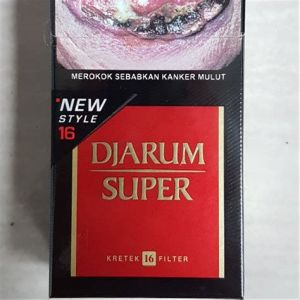 MEROKOK SEBABKAN KANKER MULUT
NEW
STYLE
16
DJARUM
SUPER
KRETEK 16 FILTER